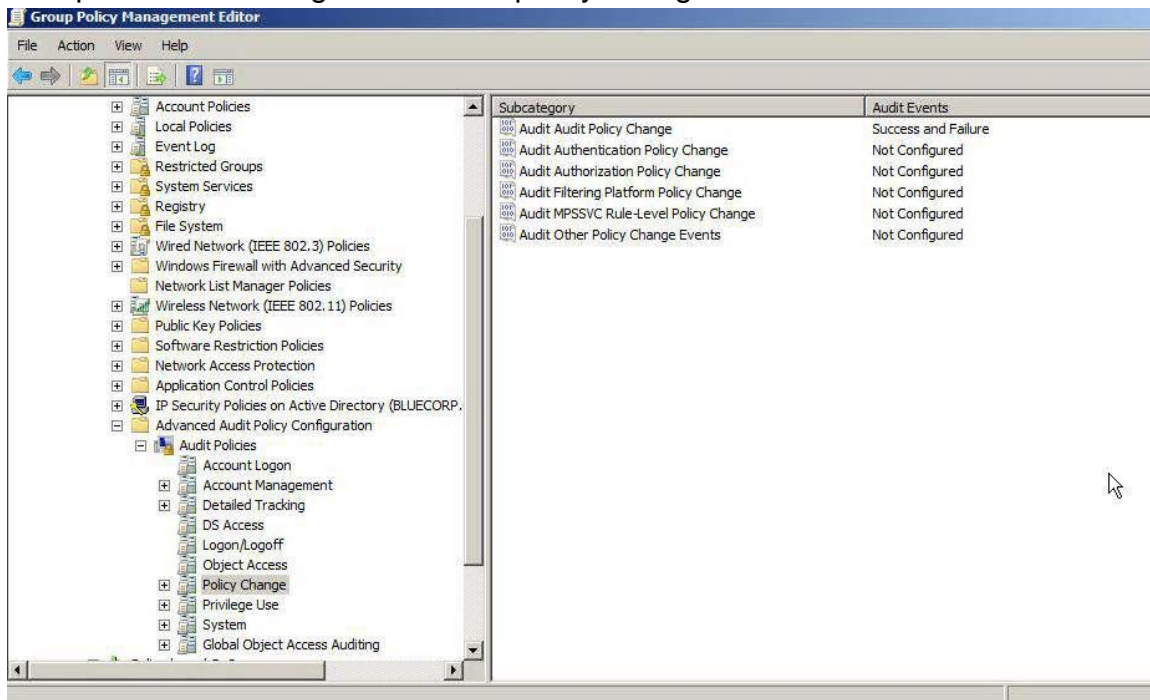 Group Policy Management Editor
File Action View Help
Account Policies
Local Policies
Event Log
Restricted Groups
System Services
Registry
File System
Wired Network (IEEE 802.3) Policies
Windows Firewall with Advanced Security
Network List Manager Policies
Wireless Network (IEEE 802.11) Policies
Public Key Policies
Software Restriction Policies
Network Access Protection
Application Control Policies
IP Security Policies on Active Directory (BLUECORP.
Advanced Audit Policy Configuration
Audit Policies
Account Logon
Account Management
Detailed Tracking
DS Access
Logon/Logoff
Object Access
Policy Change
Privilege Use
System
Global Object Access Auditing
Subcategory Audit Events
Audit Audit Policy Change Success and Failure
Audit Authentication Policy Change Not Configured
Audit Authorization Policy Change Not Configured
Audit Filtering Platform Policy Change Not Configured
Audit MPSSVC Rule-Level Policy Change Not Configured
Audit Other Policy Change Events Not Configured